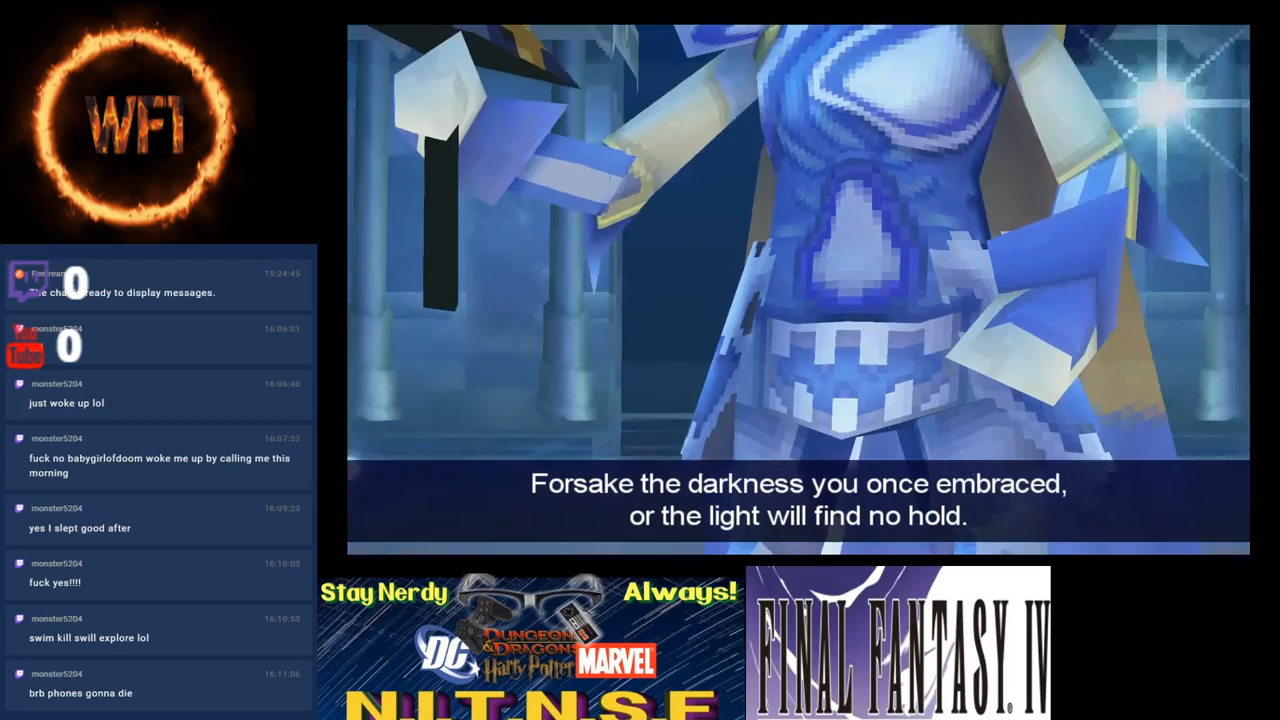 WFI
15:24:45
The cha ready to display messages.
0
monster5204 16:06:01
You
Tube
0
monster5204 16:06:40
just woke up lol
monster5204 16:07:52
fuck no babygirlofdoom woke me up by calling me this
morning
monster5204 16:09:23
yes I slept good after
monster5204 16:10:03
fuck yes!!!!
monster5204 16:10:53
swim kill swill explore lol
monster5204 16:11:06
brb phones gonna die
Forsake the darkness you once embraced,
or the light will find no hold.
Stay Nerdy Always!
DC
DUNGEONS
& DRAGONS
Harry Potter
MARVEL
N.I.T.N.S.F
FINAL FANTASY. IV